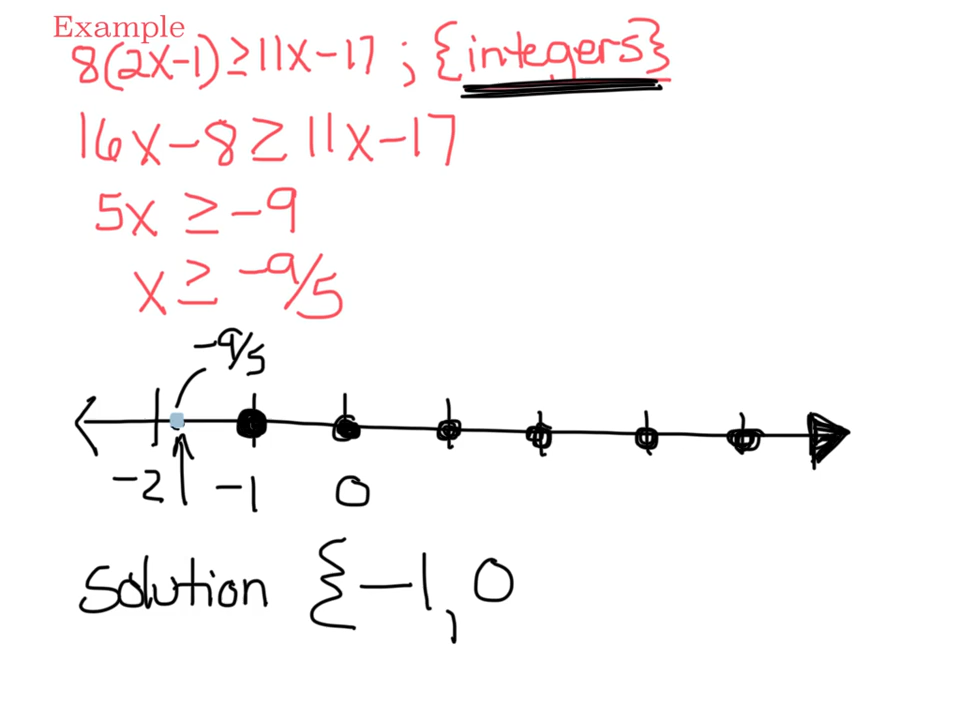 Example
8(2x-1)≥11x-17 ; {integers}
16x-8≥11x-17
5x ≥ -9
x ≥ -9/5
-9/5
-2 -1 0
Solution {-1, 0